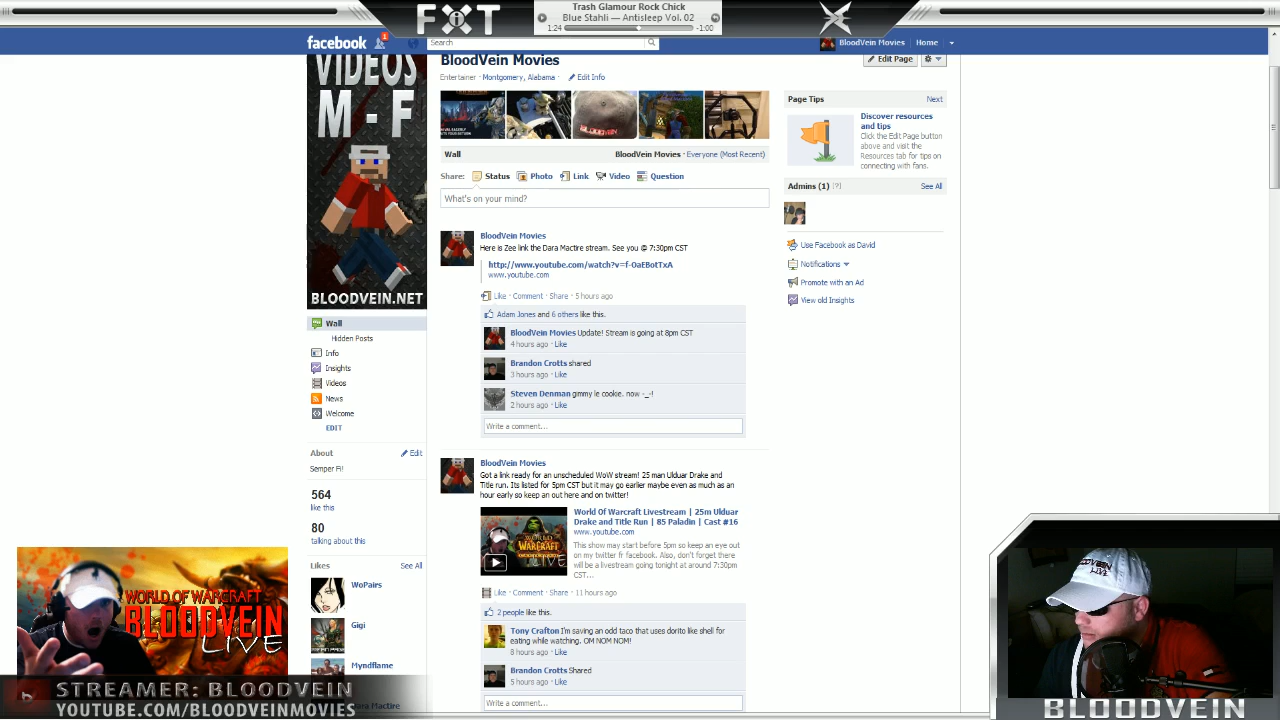 FXT
Trash Glamour Rock Chick
Blue Stahli — Antisleep Vol. 02
1:24
-1:00
facebook
1
Search
BloodVein Movies
Home
VIDEOS
M - F
BLOODVEIN.NET
BloodVein Movies
Entertainer · Montgomery, Alabama · Edit Info
Edit Page
Wall
BloodVein Movies · Everyone (Most Recent)
Share: Status Photo Link Video Question
What's on your mind?
BloodVein Movies
Here is Zee link the Dara Mactire stream. See you @ 7:30pm CST
http://www.youtube.com/watch?v=f-OaEBotTxA
www.youtube.com
Like · Comment · Share · 5 hours ago
Adam Jones and 6 others like this.
BloodVein Movies Update! Stream is going at 8pm CST
4 hours ago · Like
Brandon Crotts shared
3 hours ago · Like
Steven Denman gimmy le cookie. now -_-!
2 hours ago · Like
Write a comment...
BloodVein Movies
Got a link ready for an unscheduled WoW stream! 25 man Ulduar Drake and
Title run. Its listed for 5pm CST but it may go earlier maybe even as much as an
hour early so keep an out here and on twitter!
World Of Warcraft Livestream | 25m Ulduar
Drake and Title Run | 85 Paladin | Cast #16
www.youtube.com
This show may start before 5pm so keep an eye out
on my twitter fr facebook. Also, don't forget there
will be a livestream going tonight at around 7:30pm
CST...
Like · Comment · Share · 11 hours ago
2 people like this.
Tony Crafton I'm saving an odd taco that uses dorito like shell for
eating while watching. OM NOM NOM!
8 hours ago · Like
Brandon Crotts Shared
5 hours ago · Like
Write a comment...
Wall
Hidden Posts
Info
Insights
Videos
News
Welcome
EDIT
About
Edit
Semper Fi!
564
like this
80
talking about this
Likes
See All
WoPairs
Gigi
Myndflame
Dara Mactire
Page Tips
Next
Discover resources
and tips
Click the Edit Page button
above and visit the
Resources tab for tips on
connecting with fans.
Admins (1) [?]
See All
Use Facebook as David
Notifications
Promote with an Ad
View old Insights
WORLD OF WARCRAFT
BLOODVEIN
LIVE
STREAMER: BLOODVEIN
YOUTUBE.COM/BLOODVEINMOVIES
BLOODVEIN